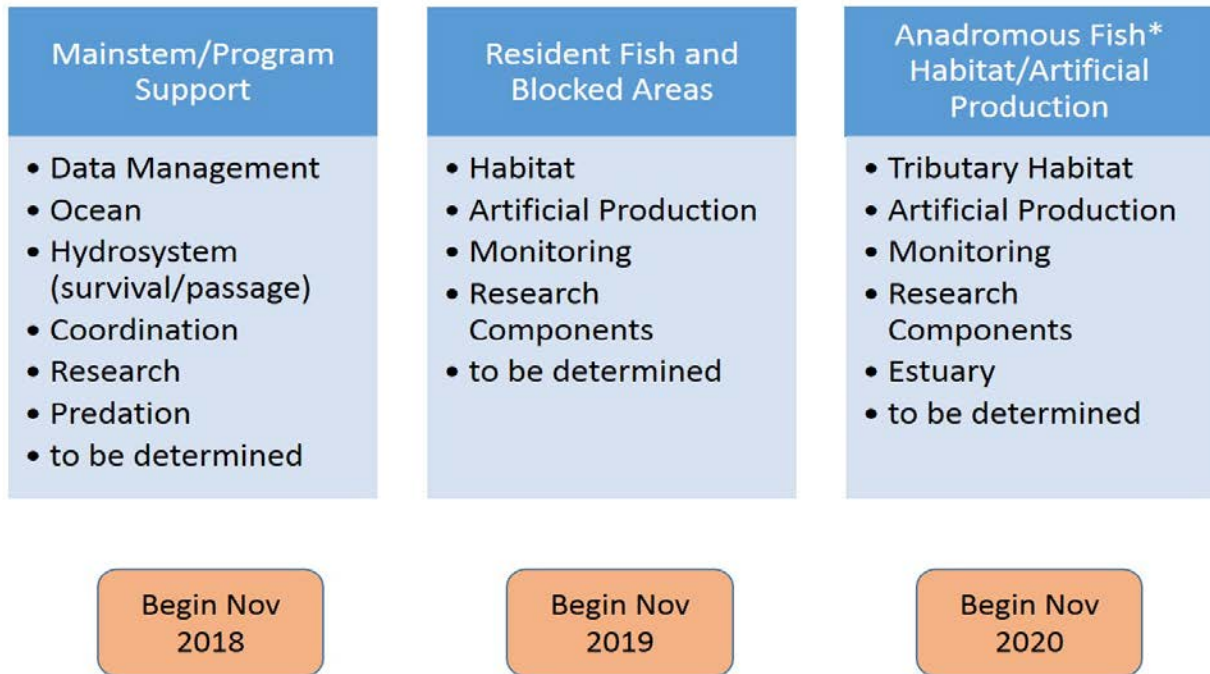 Mainstem/Program
Support
• Data Management
• Ocean
• Hydrosystem
(survival/passage)
• Coordination
• Research
• Predation
• to be determined
Begin Nov
2018
Resident Fish and
Blocked Areas
• Habitat
• Artificial Production
• Monitoring
• Research
Components
• to be determined
Begin Nov
2019
Anadromous Fish*
Habitat/Artificial
Production
• Tributary Habitat
• Artificial Production
• Monitoring
• Research
Components
• Estuary
• to be determined
Begin Nov
2020